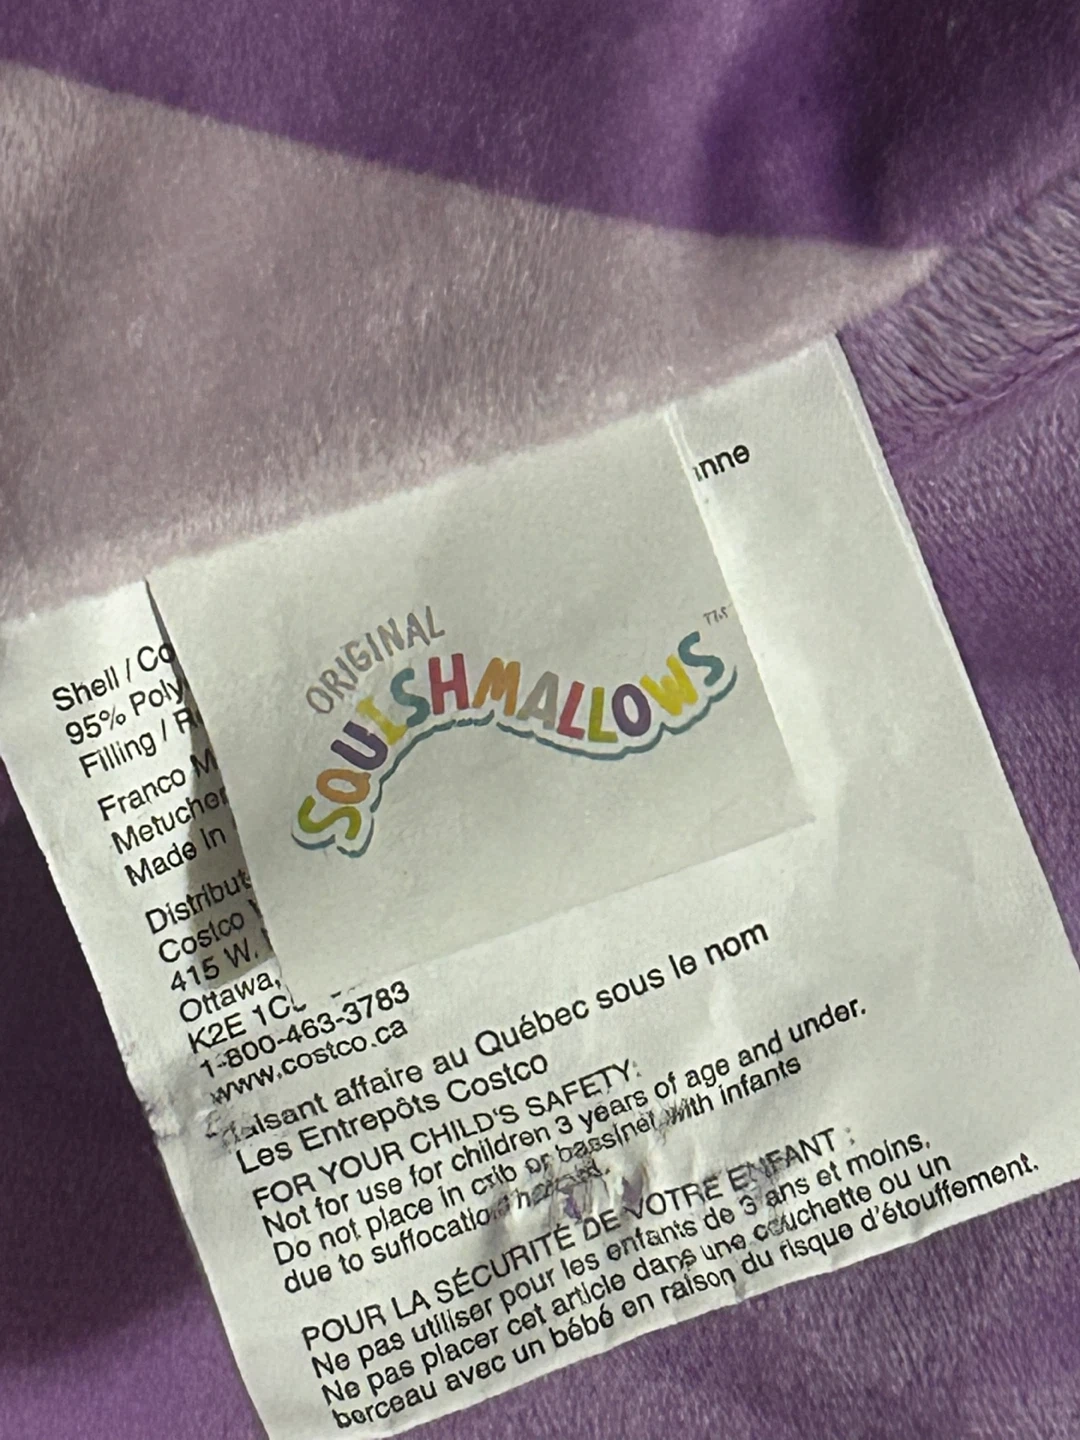 nne
ORIGINAL
SQUISHMALLOWS
Shell / Co
95% Poly
Filling / R
Franco M
Metuchen
Made in
Distribut
Costco
415 W.
Ottawa,
K2E 1C
1-800-463-3783
www.costco.ca
Faisant affaire au Québec sous le nom
Les Entrepôts Costco
FOR YOUR CHILD'S SAFETY:
Not for use for children 3 years of age and under.
Do not place in crib or bassinet with infants
due to suffocation hazard.
POUR LA SÉCURITÉ DE VOTRE ENFANT :
Ne pas utiliser pour les enfants de 3 ans et moins.
Ne pas placer cet article dans une couchette ou un
berceau avec un bébé en raison du risque d'étouffement.